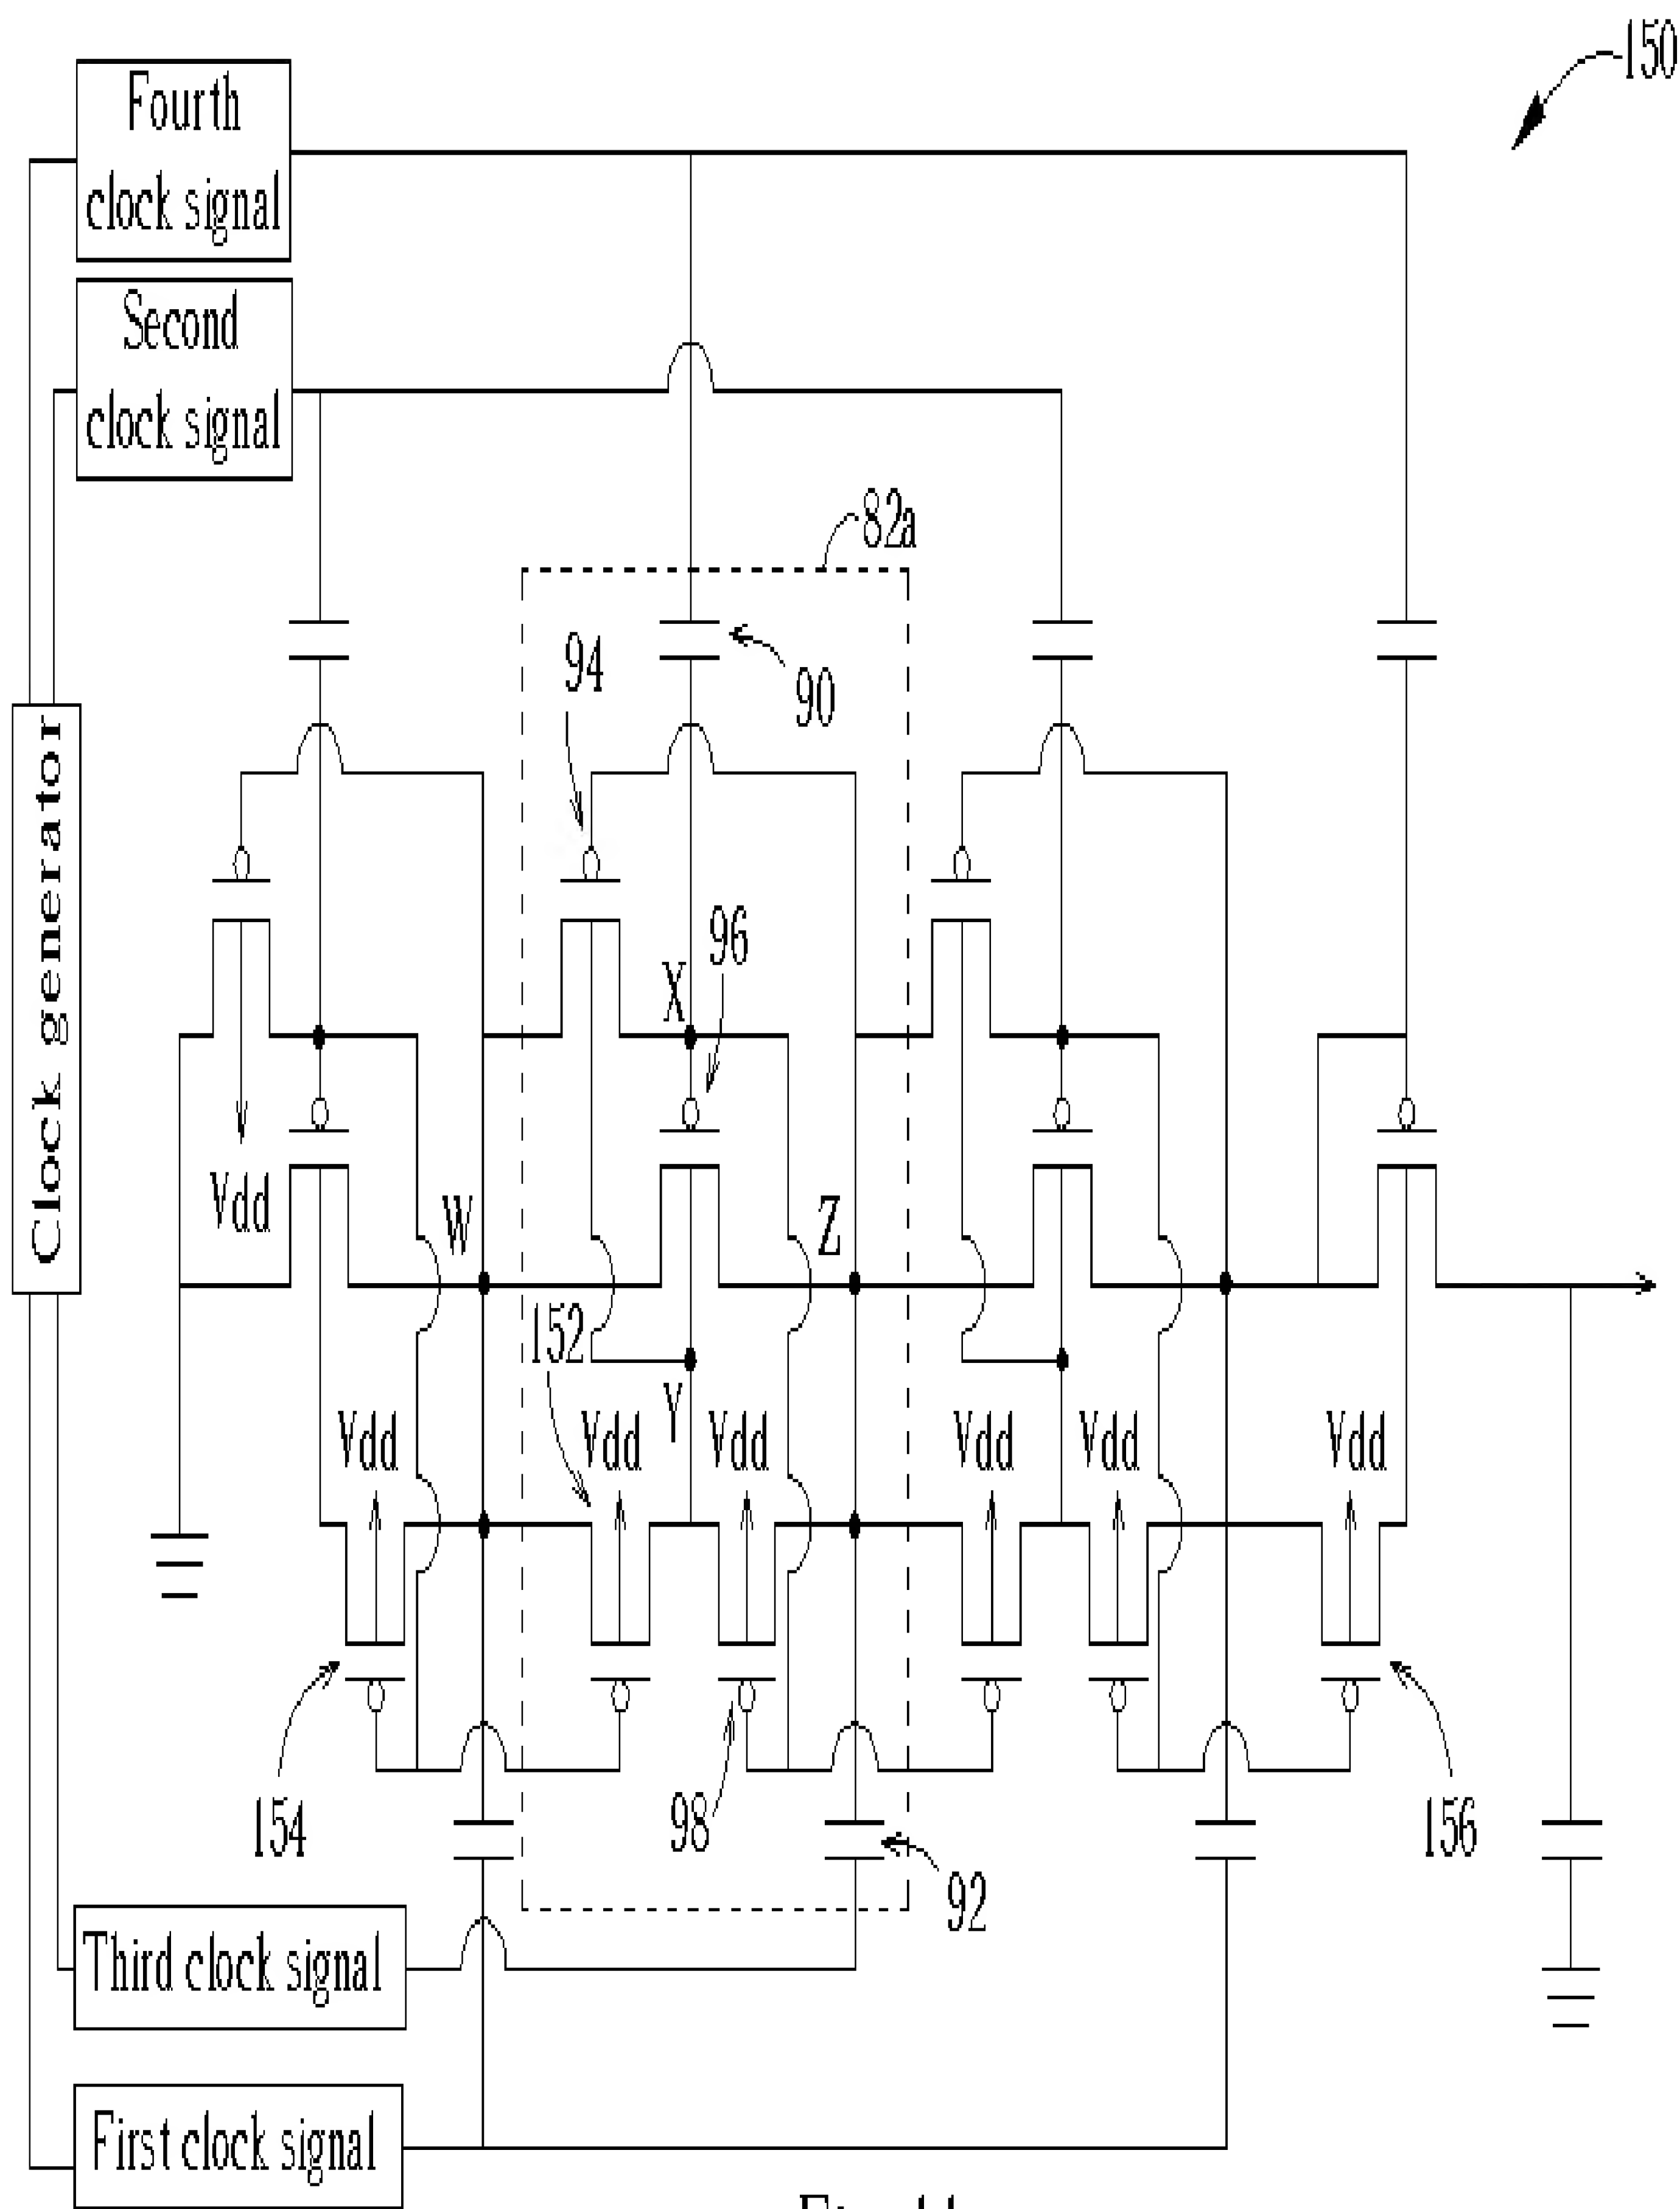 150
Fourth
clock signal
Second
clock signal
82a
94
90
Clock generator
96
X
Vdd
W
Z
152
Y
Vdd
Vdd
Vdd
Vdd
Vdd
Vdd
154
98
156
92
Third clock signal
First clock signal